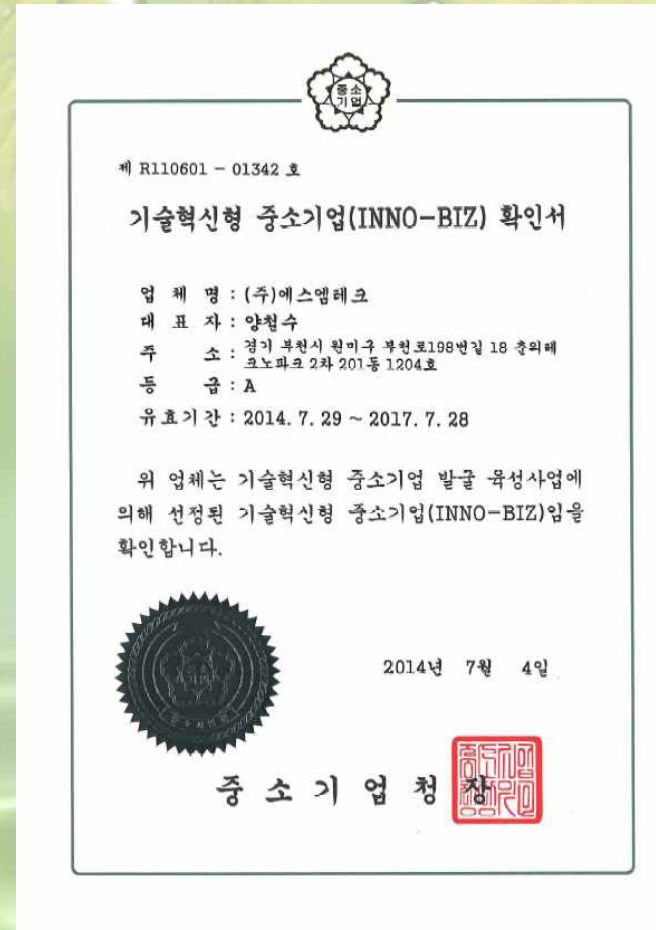 중소
기업
제 R110601 - 01342 호
기술혁신형 중소기업(INNO-BIZ) 확인서
업 체 명 : (주)에스엠테크
대 표 자 : 양철수
주 소 : 경기 부천시 원미구 부천로198번길 18 춘의테
크노파크 2차 201동 1204호
등 급 : A
유효기간 : 2014. 7. 29 ~ 2017. 7. 28
위 업체는 기술혁신형 중소기업 발굴 육성사업에
의해 선정된 기술혁신형 중소기업(INNO-BIZ)임을
확인합니다.
중소
기업
2014년 7월 4일
중 소 기 업 청 장